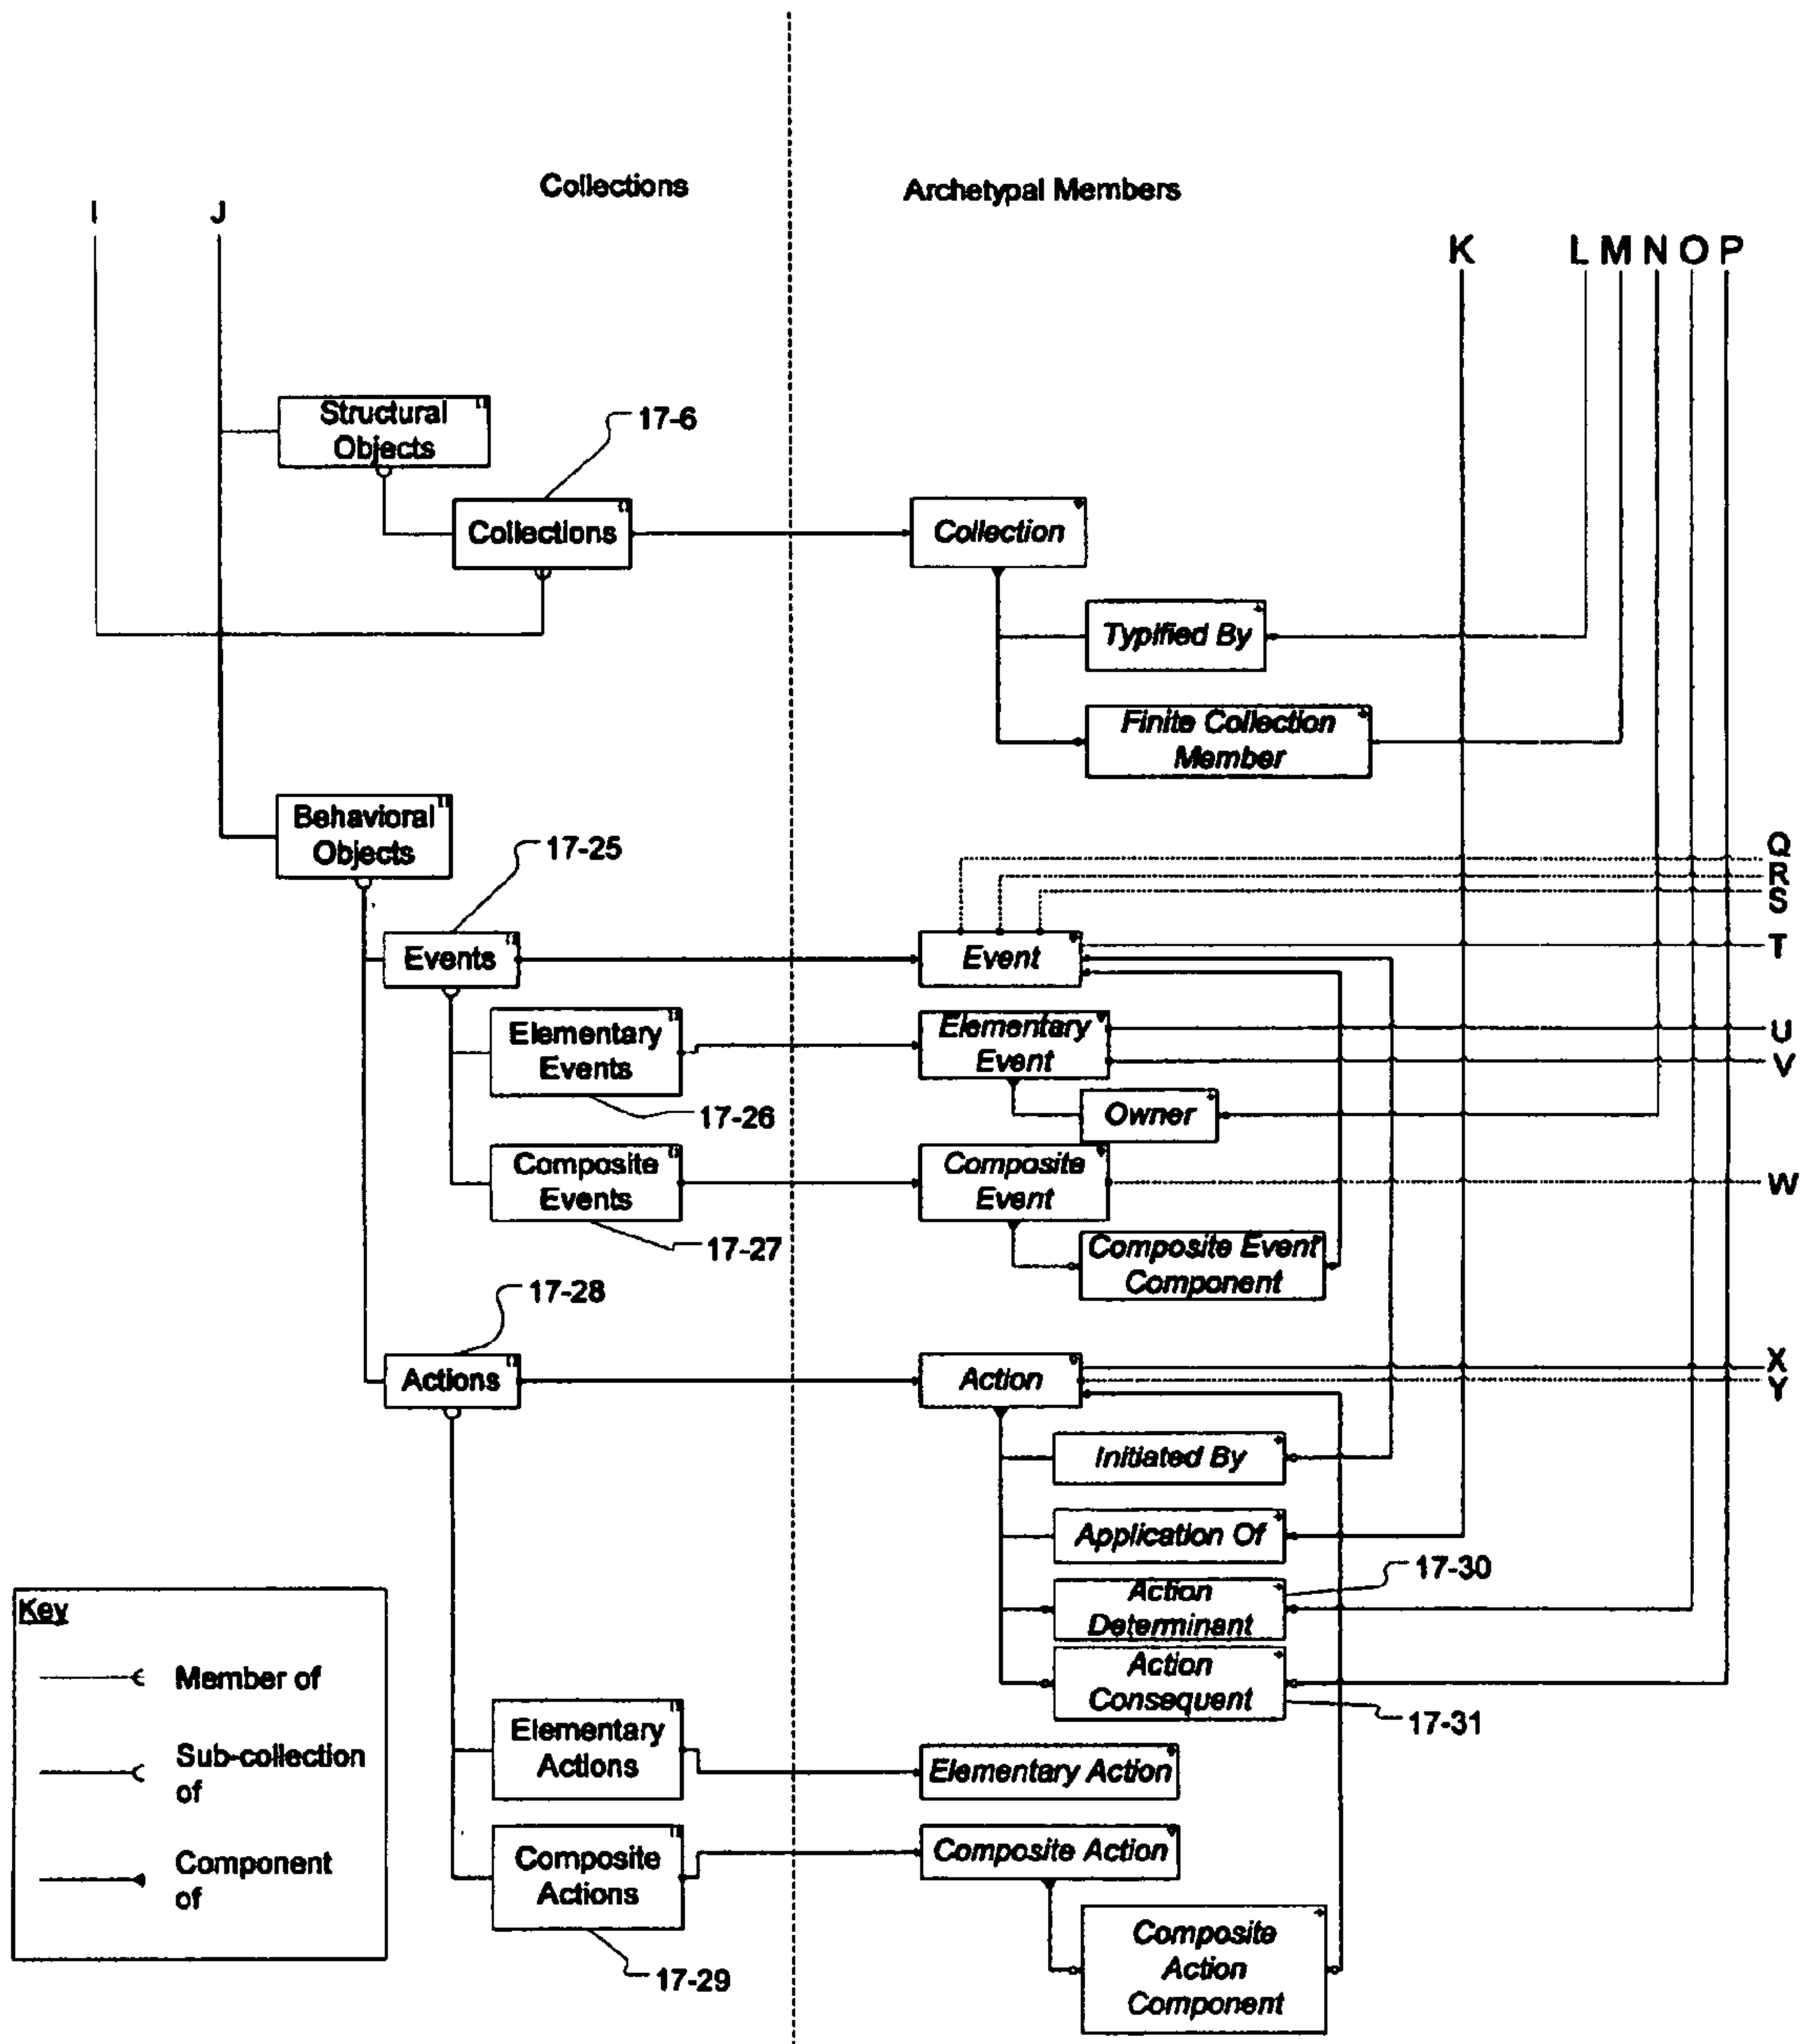 Collections
Archetypal Members
I
J
K
L
M
N
O
P
Structural
Objects
17-6
Collections
Collection
Typified By
Finite Collection
Member
Behavioral
Objects
17-25
Q
R
S
Events
Event
T
Elementary
Events
Elementary
Event
U
V
17-26
Owner
Composite
Events
Composite
Event
W
17-27
Composite Event
Component
17-28
Actions
Action
X
Y
Initiated By
Application Of
17-30
Action
Determinant
Action
Consequent
17-31
Key
Member of
Sub-collection
of
Component
of
Elementary
Actions
Elementary Action
Composite
Actions
Composite Action
17-29
Composite
Action
Component